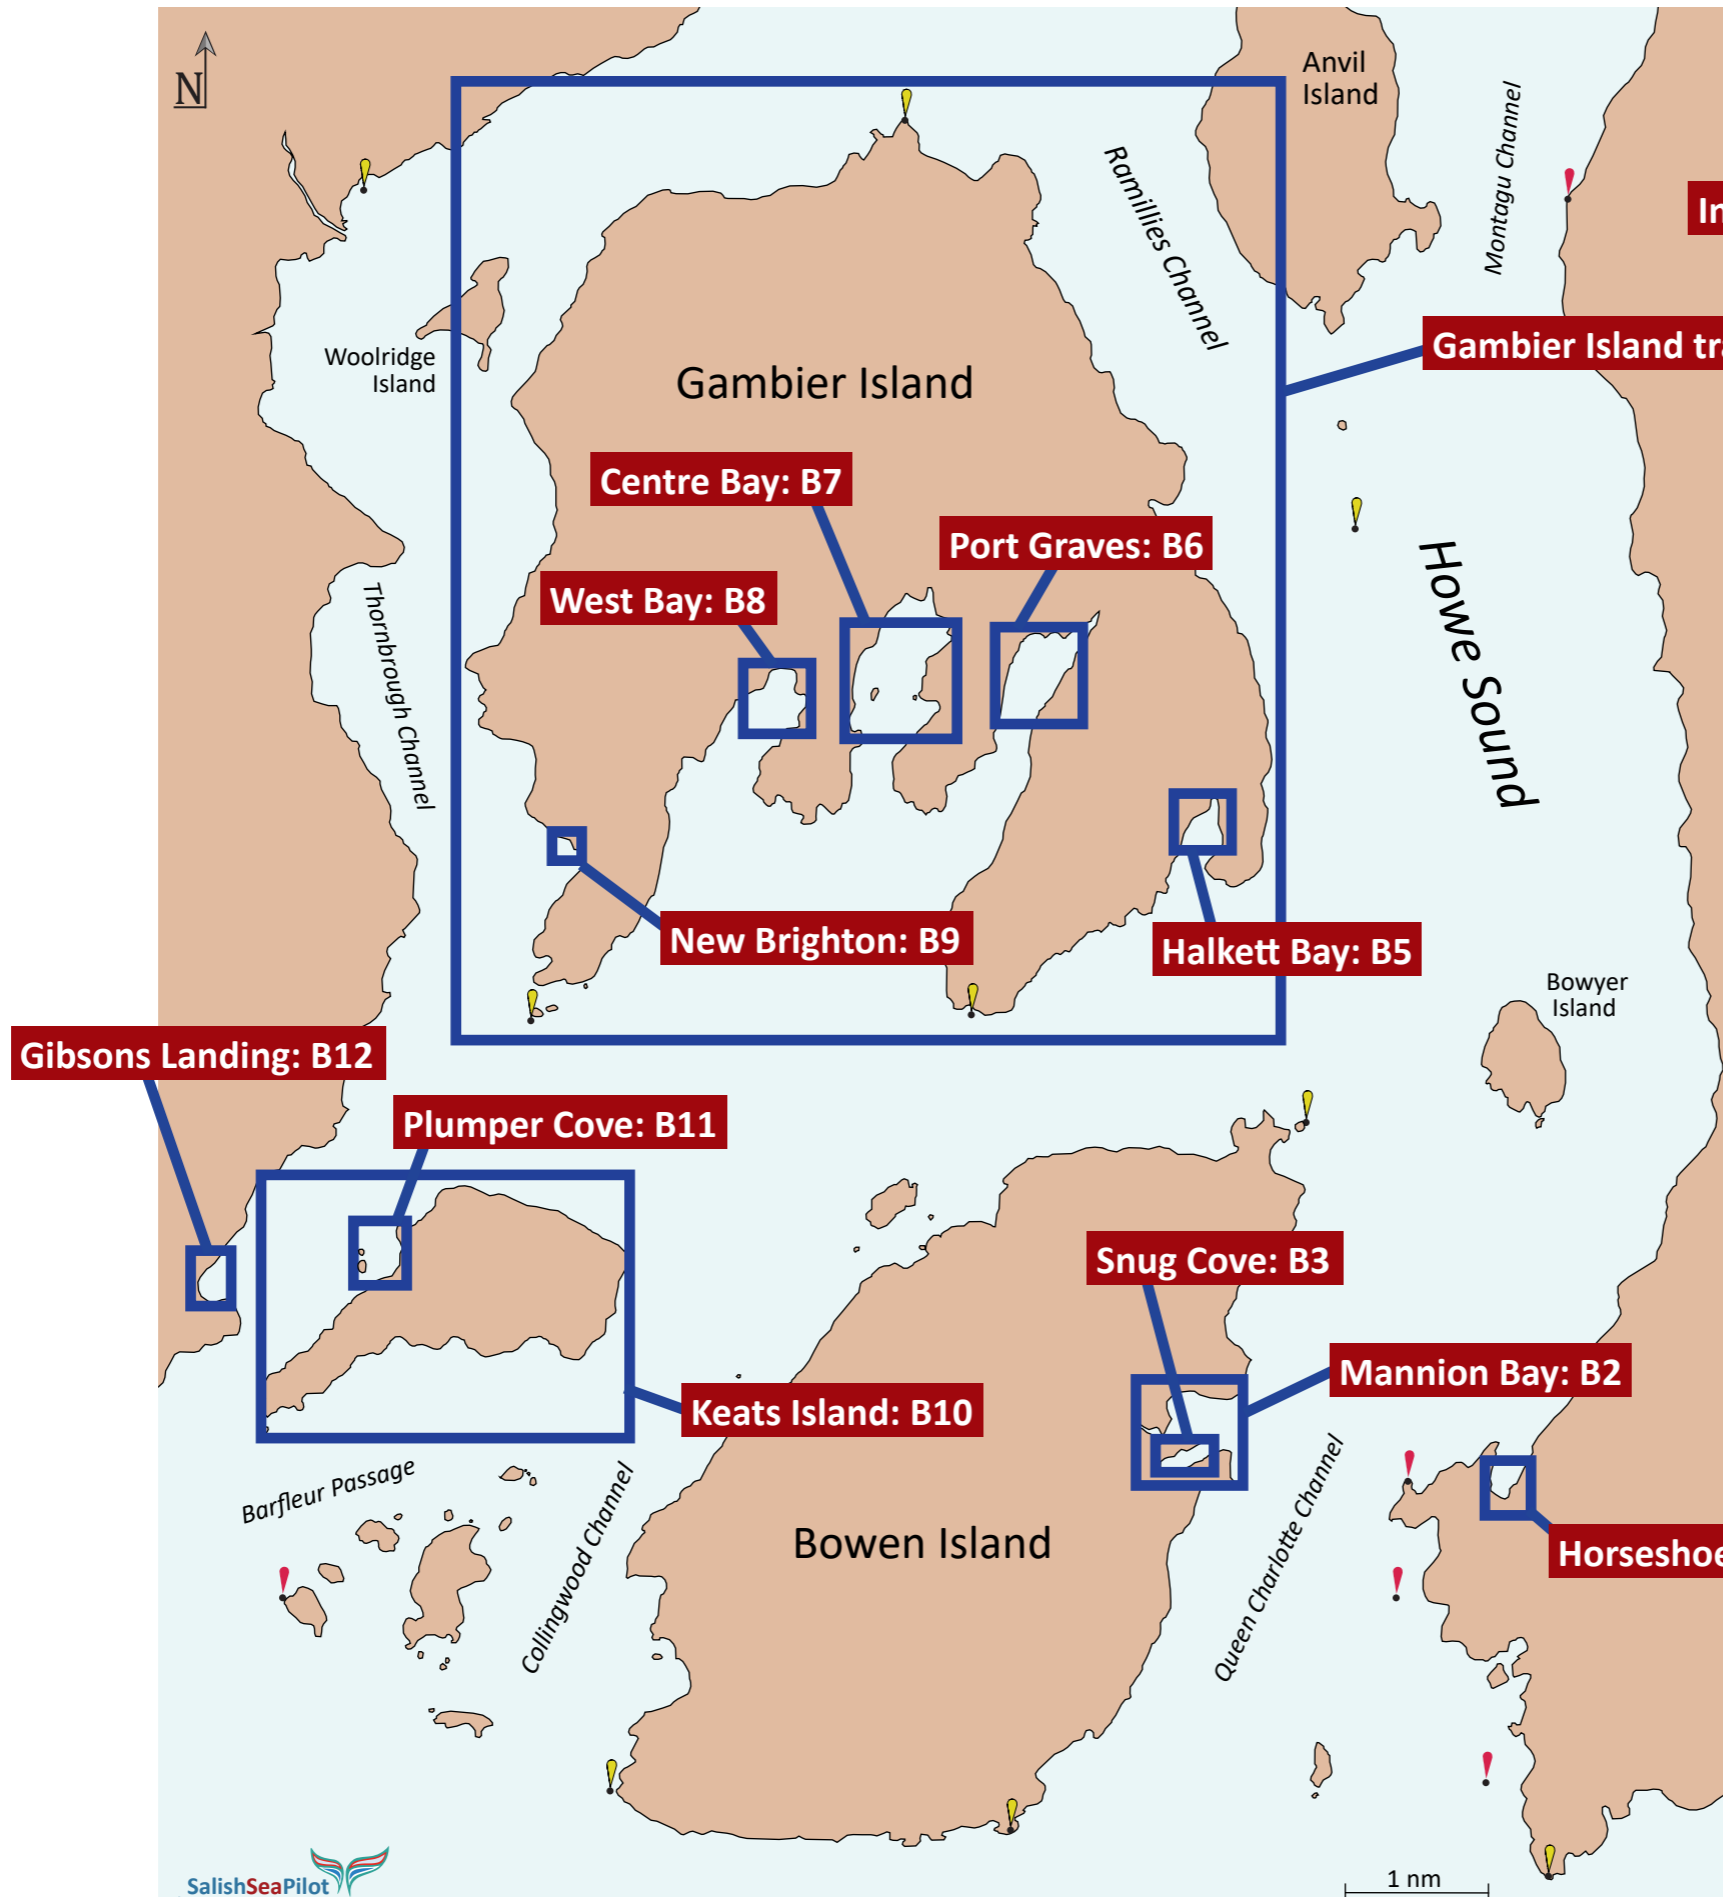 N
Anvil
Island
Montagu Channel
Ramillies Channel
In
Gambier Island tra
Woolridge
Island
Gambier Island
Centre Bay: B7
Port Graves: B6
West Bay: B8
Howe Sound
Thornbrough Channel
New Brighton: B9
Halkett Bay: B5
Bowyer
Island
Gibsons Landing: B12
Plumper Cove: B11
Snug Cove: B3
Mannion Bay: B2
Keats Island: B10
Barfleur Passage
Collingwood Channel
Queen Charlotte Channel
Bowen Island
Horseshoe
SalishSeaPilot
1 nm